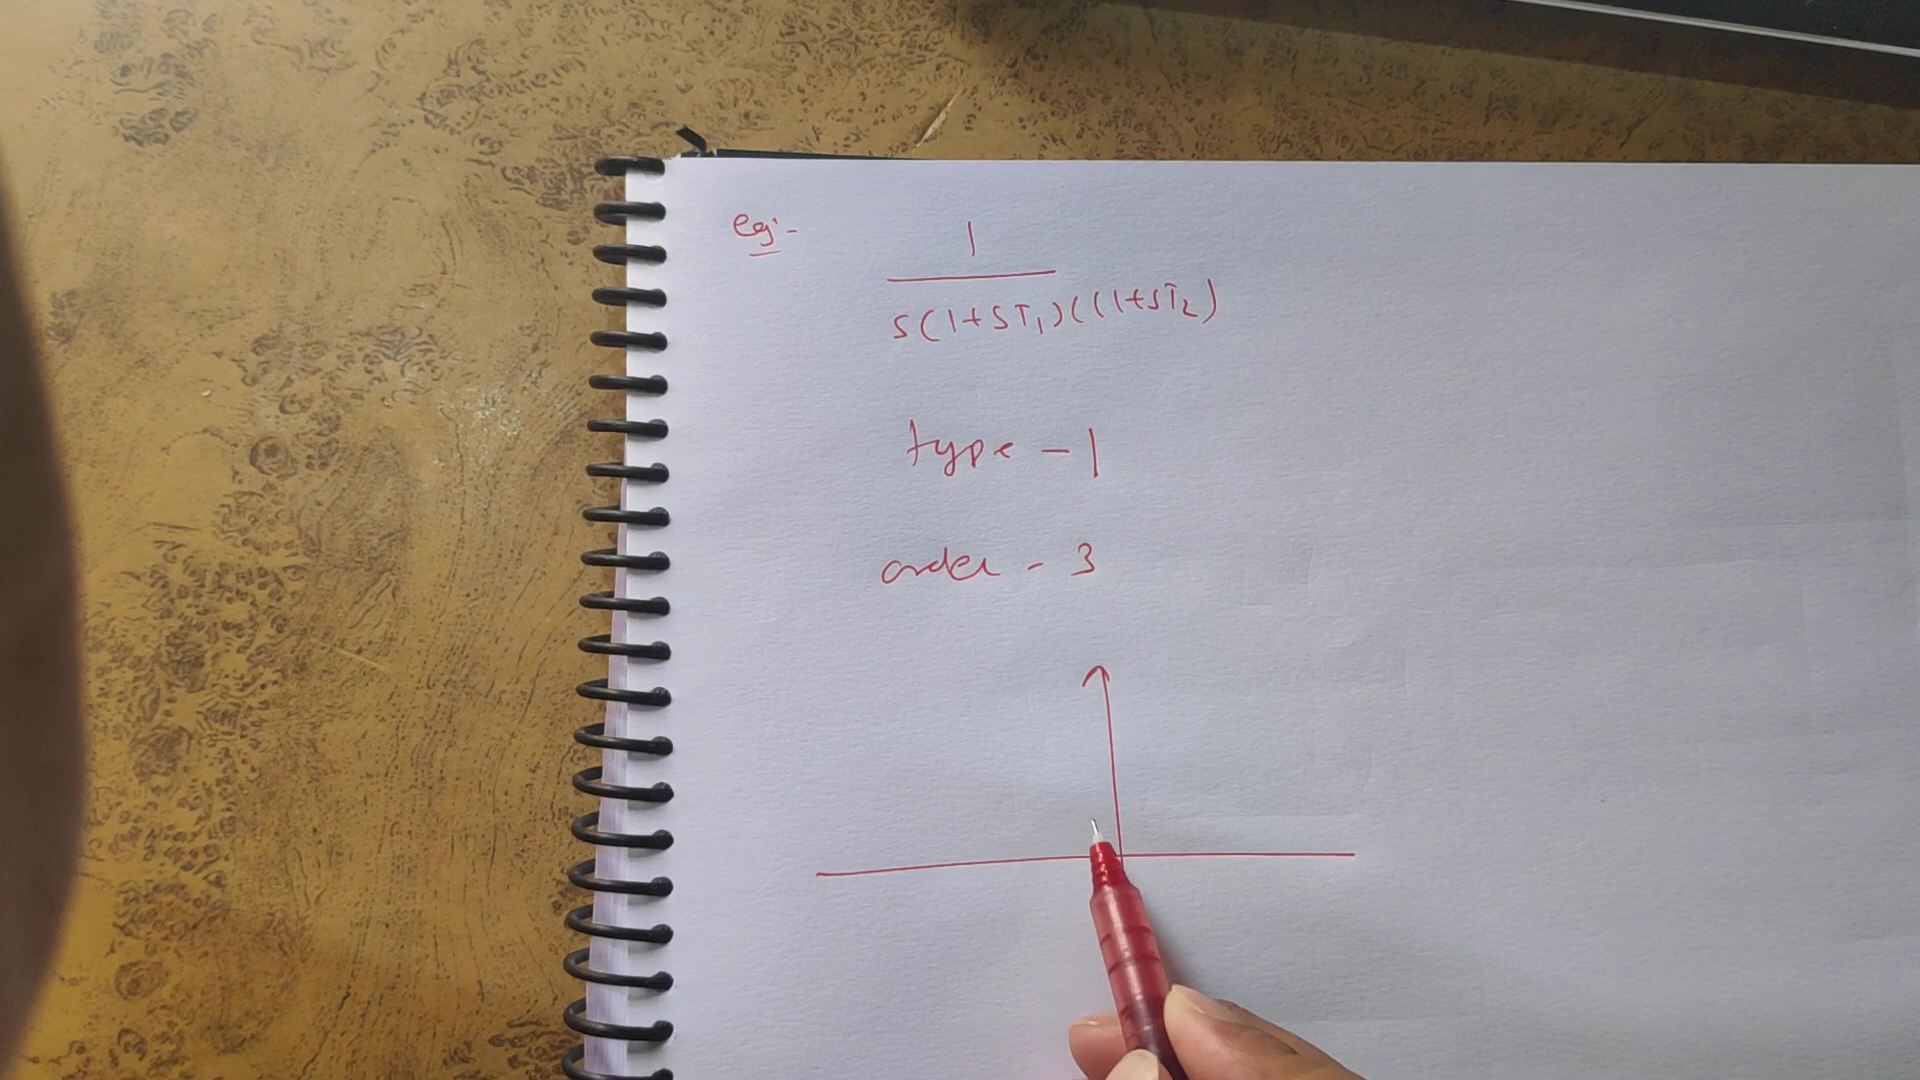 eg:-
1
s(1+ST₁)((1+ST₂)
type - 1
order - 3